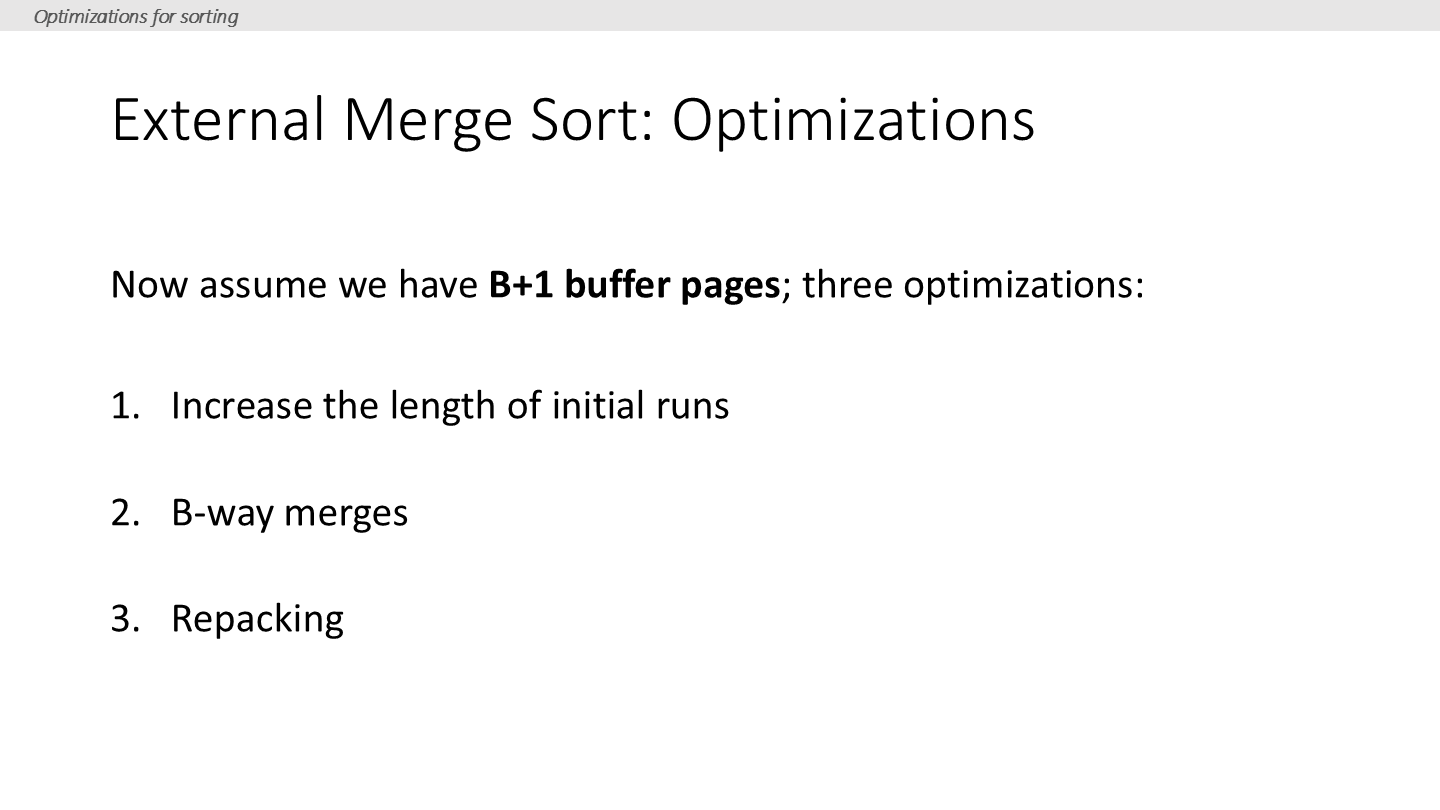 Optimizations for sorting
External Merge Sort: Optimizations
Now assume we have B+1 buffer pages; three optimizations:
1. Increase the length of initial runs
2. B-way merges
3. Repacking